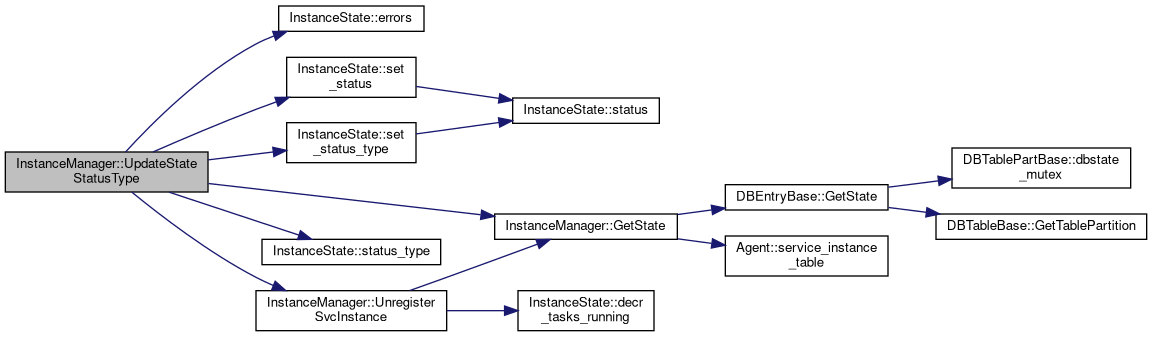 InstanceManager::UpdateState
StatusType
InstanceState::errors
InstanceState::set
_status
InstanceState::set
_status_type
InstanceState::status
InstanceManager::GetState
InstanceState::status_type
InstanceManager::Unregister
SvcInstance
DBEntryBase::GetState
Agent::service_instance
_table
InstanceState::decr
_tasks_running
DBTablePartBase::dbstate
_mutex
DBTableBase::GetTablePartition